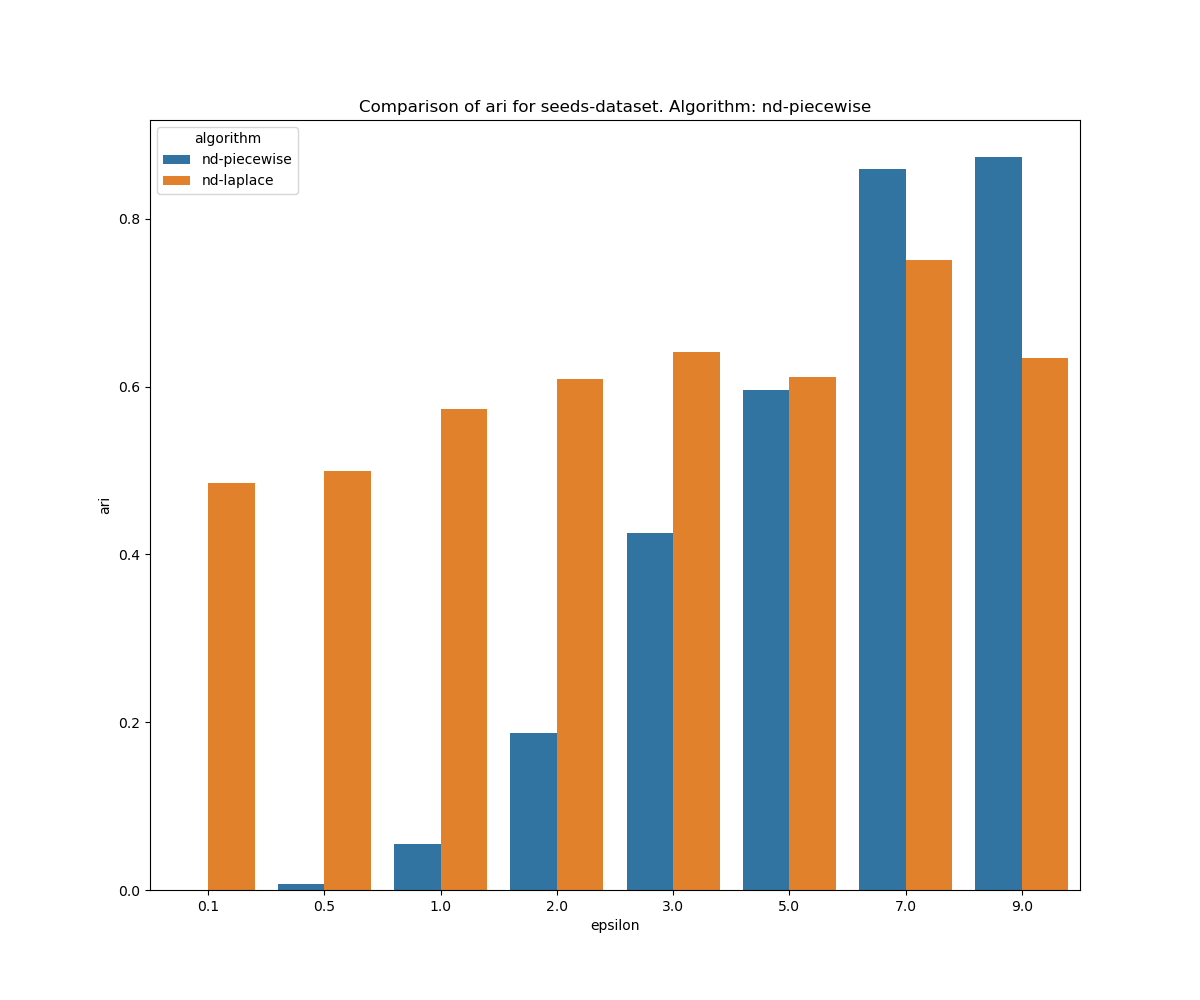 Comparison of ari for seeds-dataset. Algorithm: nd-piecewise
algorithm
nd-piecewise
nd-laplace
0.8
0.6
0.4
0.2
0.0
ari
0.1 0.5 1.0 2.0 3.0 5.0 7.0 9.0
epsilon